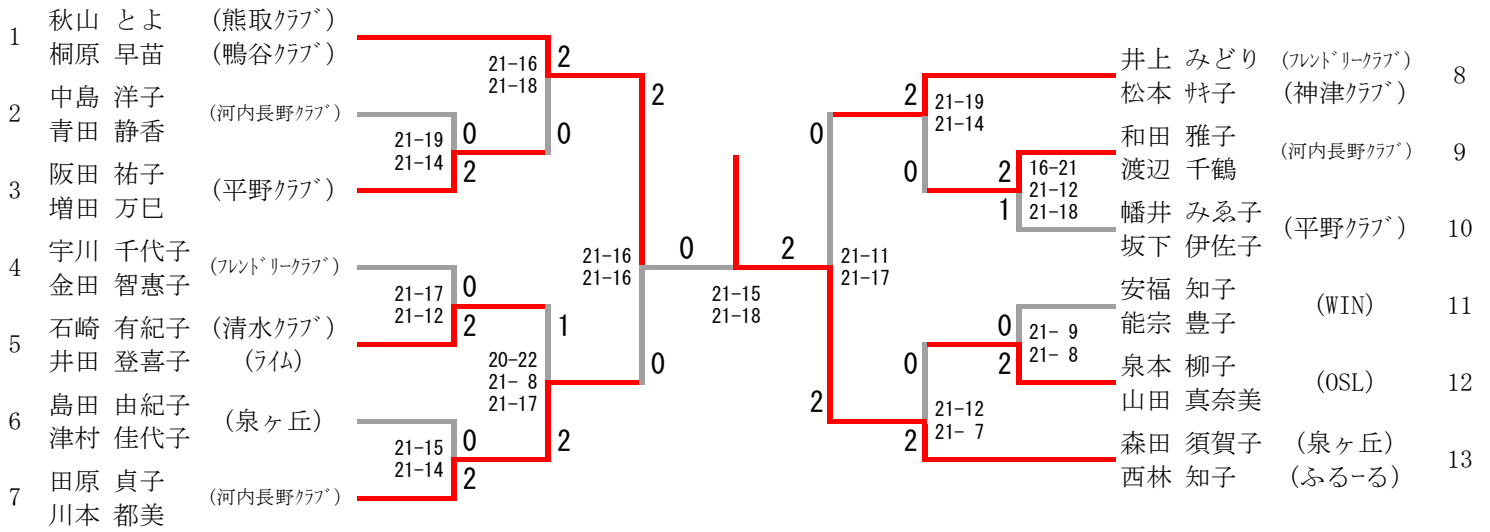 1
秋山 とよ (熊取ｸﾗﾌﾞ)
桐原 早苗 (鴨谷ｸﾗﾌﾞ)
2
中島 洋子
青田 静香
(河内長野ｸﾗﾌﾞ)
3
阪田 祐子
増田 万巳
(平野ｸﾗﾌﾞ)
4
宇川 千代子
金田 智惠子
(ﾌﾚﾝﾄﾞﾘｰｸﾗﾌﾞ)
5
石崎 有紀子 (清水ｸﾗﾌﾞ)
井田 登喜子 (ﾗｲﾑ)
6
島田 由紀子
津村 佳代子
(泉ヶ丘)
7
田原 貞子
川本 都美
(河内長野ｸﾗﾌﾞ)
21-19
21-14
0
2
21-17
21-12
0
2
21-15
21-14
0
2
21-16
21-18
2
0
20-22
21- 8
21-17
1
2
21-16
21-16
2
0
0
2
21-15
21-18
0
2
21-11
21-17
2
0
21-19
21-14
0
2
21-12
21- 7
2
1
16-21
21-12
21-18
0
2
21- 9
21- 8
井上 みどり (ﾌﾚﾝﾄﾞﾘｰｸﾗﾌﾞ)
松本 ｻｷ子 (神津ｸﾗﾌﾞ)
8
和田 雅子
渡辺 千鶴
(河内長野ｸﾗﾌﾞ)
9
幡井 みゑ子
坂下 伊佐子
(平野ｸﾗﾌﾞ)
10
安福 知子
能宗 豊子
(WIN)
11
泉本 柳子
山田 真奈美
(OSL)
12
森田 須賀子 (泉ヶ丘)
西林 知子 (ふるーる)
13